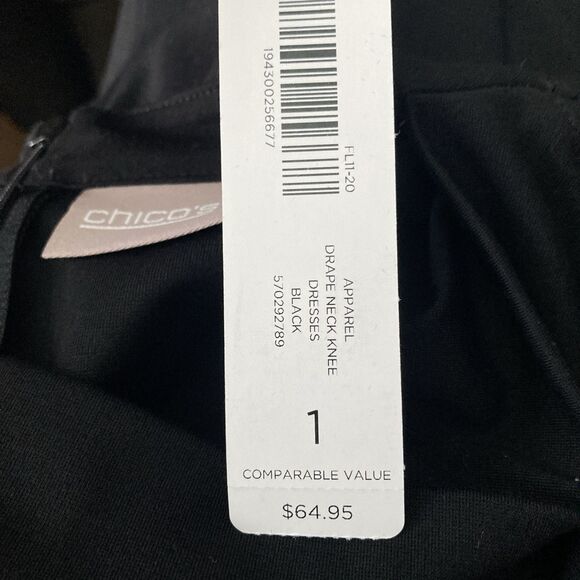 chico's
194300256677
FL11-20
APPAREL
DRAPE NECK KNEE
DRESSES
BLACK
570292789
1
COMPARABLE VALUE
$64.95